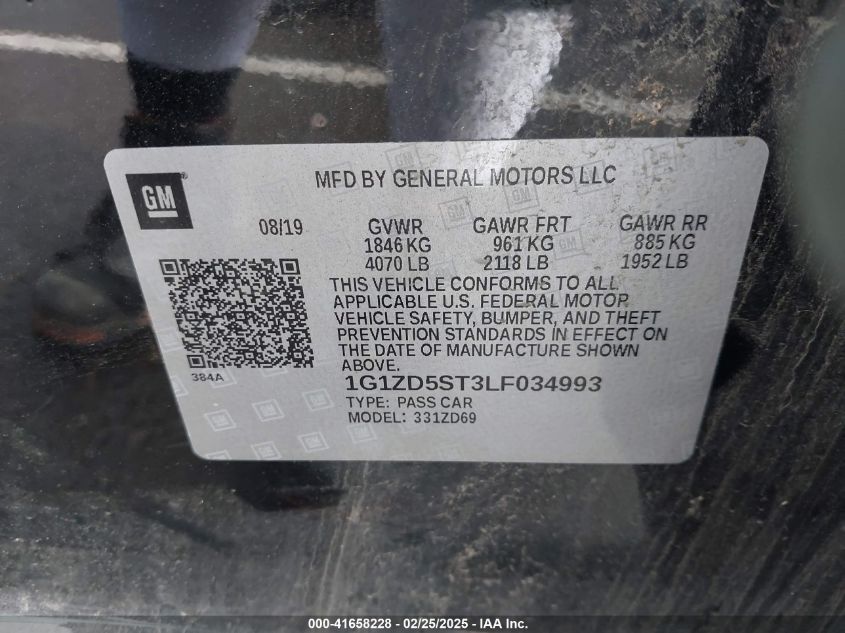 GM
MFD BY GENERAL MOTORS LLC
08/19 GVWR GAWR FRT GAWR RR
1846 KG 961 KG 885 KG
4070 LB 2118 LB 1952 LB
THIS VEHICLE CONFORMS TO ALL
APPLICABLE U.S. FEDERAL MOTOR
VEHICLE SAFETY, BUMPER, AND THEFT
PREVENTION STANDARDS IN EFFECT ON
THE DATE OF MANUFACTURE SHOWN
ABOVE.
384A
1G1ZD5ST3LF034993
TYPE: PASS CAR
MODEL: 331ZD69
000-41658228 - 02/25/2025 - IAA Inc.